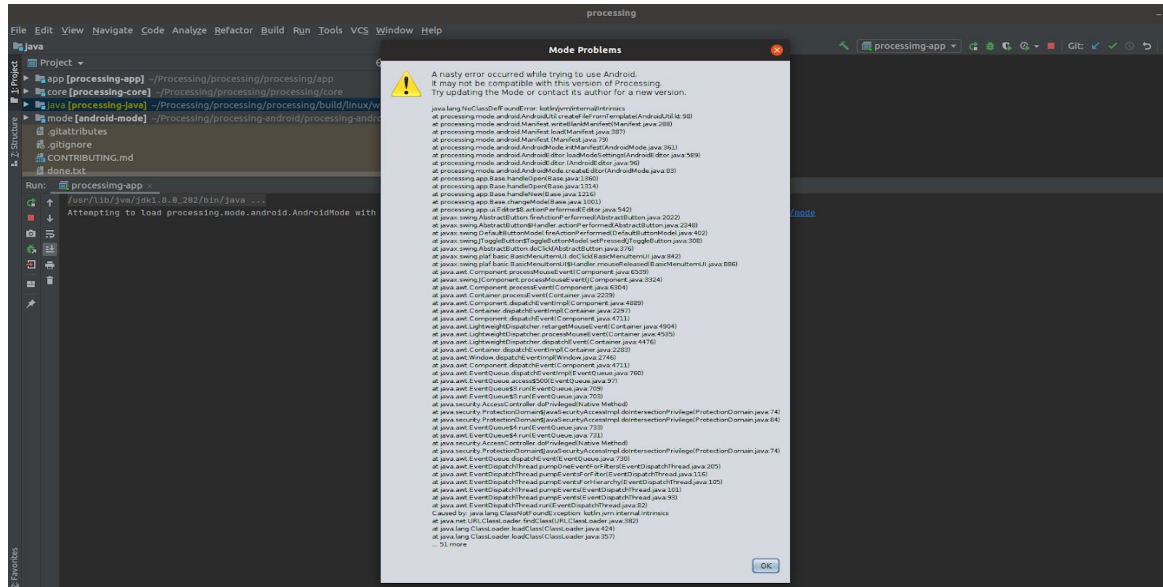 processing
File Edit View Navigate Code Analyze Refactor Build Run Tools VCS Window Help
java
processimg-app
Git:
1: Project
Project
app [processing-app] ~/Processing/processing/processing/app
core [processing-core] ~/Processing/processing/processing/core
java [processing-java] ~/Processing/processing/processing/build/linux/w
mode [android-mode] ~/Processing/processing-android/processing-andro
.gitattributes
.gitignore
CONTRIBUTING.md
done.txt
Z: Structure
Run: processimg-app
/usr/lib/jvm/jdk1.8.0_202/bin/java ...
Attempting to load processing.mode.android.AndroidMode with
/mode
Favorites
Mode Problems
A nasty error occurred while trying to use Android.
It may not be compatible with this version of Processing.
Try updating the Mode or contact its author for a new version.
java.lang.NoClassDefFoundError: kotlin/jvm/internal/Intrinsics
at processing.mode.android.AndroidUtil.createFileFromTemplate(AndroidUtil.kt:98)
at processing.mode.android.Manifest.writeBlankManifest(Manifest.java:288)
at processing.mode.android.Manifest.load(Manifest.java:387)
at processing.mode.android.Manifest.(Manifest.java:79)
at processing.mode.android.AndroidMode.initManifest(AndroidMode.java:361)
at processing.mode.android.AndroidEditor.loadModeSettings(AndroidEditor.java:589)
at processing.mode.android.AndroidEditor.(AndroidEditor.java:96)
at processing.mode.android.AndroidMode.createEditor(AndroidMode.java:83)
at processing.app.Base.handleOpen(Base.java:1360)
at processing.app.Base.handleOpen(Base.java:1314)
at processing.app.Base.handleNew(Base.java:1216)
at processing.app.Base.changeMode(Base.java:1001)
at processing.app.ui.Editor$8.actionPerformed(Editor.java:542)
at javax.swing.AbstractButton.fireActionPerformed(AbstractButton.java:2022)
at javax.swing.AbstractButton$Handler.actionPerformed(AbstractButton.java:2348)
at javax.swing.DefaultButtonModel.fireActionPerformed(DefaultButtonModel.java:402)
at javax.swing.JToggleButton$ToggleButtonModel.setPressed(JToggleButton.java:308)
at javax.swing.AbstractButton.doClick(AbstractButton.java:376)
at javax.swing.plaf.basic.BasicMenuItemUI.doClick(BasicMenuItemUI.java:842)
at javax.swing.plaf.basic.BasicMenuItemUI$Handler.mouseReleased(BasicMenuItemUI.java:886)
at java.awt.Component.processMouseEvent(Component.java:6539)
at javax.swing.JComponent.processMouseEvent(JComponent.java:3324)
at java.awt.Component.processEvent(Component.java:6304)
at java.awt.Container.processEvent(Container.java:2239)
at java.awt.Component.dispatchEventImpl(Component.java:4889)
at java.awt.Container.dispatchEventImpl(Container.java:2297)
at java.awt.Component.dispatchEvent(Component.java:4711)
at java.awt.LightweightDispatcher.retargetMouseEvent(Container.java:4904)
at java.awt.LightweightDispatcher.processMouseEvent(Container.java:4535)
at java.awt.LightweightDispatcher.dispatchEvent(Container.java:4476)
at java.awt.Container.dispatchEventImpl(Container.java:2283)
at java.awt.Window.dispatchEventImpl(Window.java:2746)
at java.awt.Component.dispatchEvent(Component.java:4711)
at java.awt.EventQueue.dispatchEventImpl(EventQueue.java:760)
at java.awt.EventQueue.access$500(EventQueue.java:97)
at java.awt.EventQueue$3.run(EventQueue.java:709)
at java.awt.EventQueue$3.run(EventQueue.java:703)
at java.security.AccessController.doPrivileged(Native Method)
at java.security.ProtectionDomain$JavaSecurityAccessImpl.doIntersectionPrivilege(ProtectionDomain.java:74)
at java.security.ProtectionDomain$JavaSecurityAccessImpl.doIntersectionPrivilege(ProtectionDomain.java:84)
at java.awt.EventQueue$4.run(EventQueue.java:733)
at java.awt.EventQueue$4.run(EventQueue.java:731)
at java.security.AccessController.doPrivileged(Native Method)
at java.security.ProtectionDomain$JavaSecurityAccessImpl.doIntersectionPrivilege(ProtectionDomain.java:74)
at java.awt.EventQueue.dispatchEvent(EventQueue.java:730)
at java.awt.EventDispatchThread.pumpOneEventForFilters(EventDispatchThread.java:205)
at java.awt.EventDispatchThread.pumpEventsForFilter(EventDispatchThread.java:116)
at java.awt.EventDispatchThread.pumpEventsForHierarchy(EventDispatchThread.java:105)
at java.awt.EventDispatchThread.pumpEvents(EventDispatchThread.java:101)
at java.awt.EventDispatchThread.pumpEvents(EventDispatchThread.java:93)
at java.awt.EventDispatchThread.run(EventDispatchThread.java:82)
Caused by: java.lang.ClassNotFoundException: kotlin.jvm.internal.Intrinsics
at java.net.URLClassLoader.findClass(URLClassLoader.java:382)
at java.lang.ClassLoader.loadClass(ClassLoader.java:424)
at java.lang.ClassLoader.loadClass(ClassLoader.java:357)
... 51 more
OK